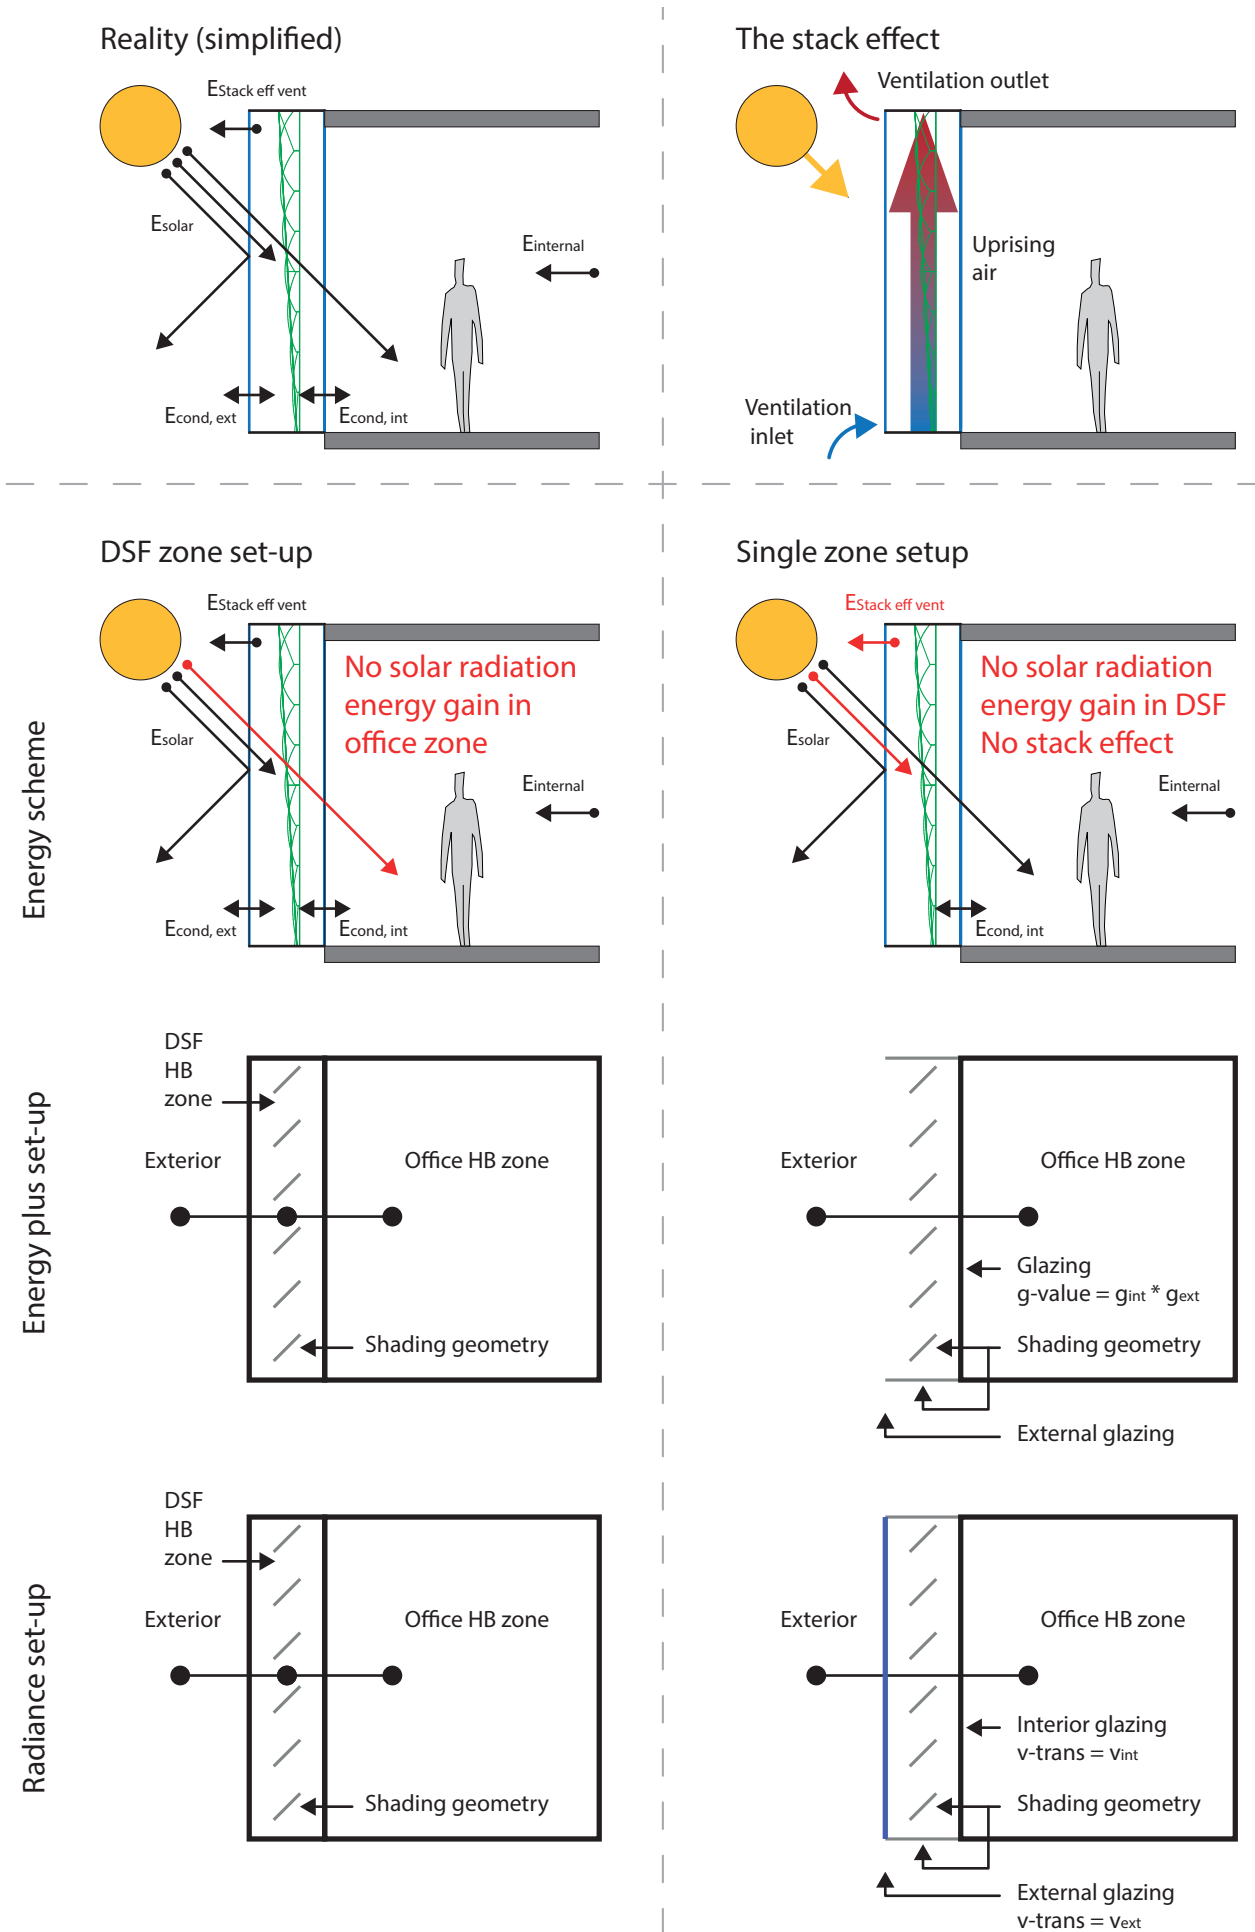 Reality (simplified)
EStack eff vent
Esolar
Einternal
Econd, ext
Econd, int
The stack effect
Ventilation outlet
Uprising
air
Ventilation
inlet
Energy scheme
DSF zone set-up
EStack eff vent
No solar radiation
energy gain in
office zone
Esolar
Einternal
Econd, ext
Econd, int
Single zone setup
EStack eff vent
No solar radiation
energy gain in DSF
No stack effect
Esolar
Einternal
Econd, int
Energy plus set-up
DSF
HB
zone
Exterior
Office HB zone
Shading geometry
Exterior
Office HB zone
Glazing
g-value = gint * gext
Shading geometry
External glazing
Radiance set-up
DSF
HB
zone
Exterior
Office HB zone
Shading geometry
Exterior
Office HB zone
Interior glazing
v-trans = vint
Shading geometry
External glazing
v-trans = vext